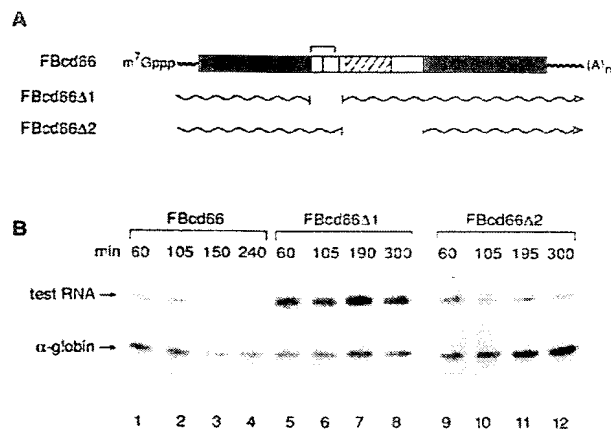 A
FBcd66 m⁷Gppp (A)n
FBcd66Δ1
FBcd66Δ2
B
FBcd66 FBcd66Δ1 FBcd66Δ2
min 60 105 150 240 60 105 190 300 60 105 195 300
test RNA →
α-globin →
1 2 3 4 5 6 7 8 9 10 11 12